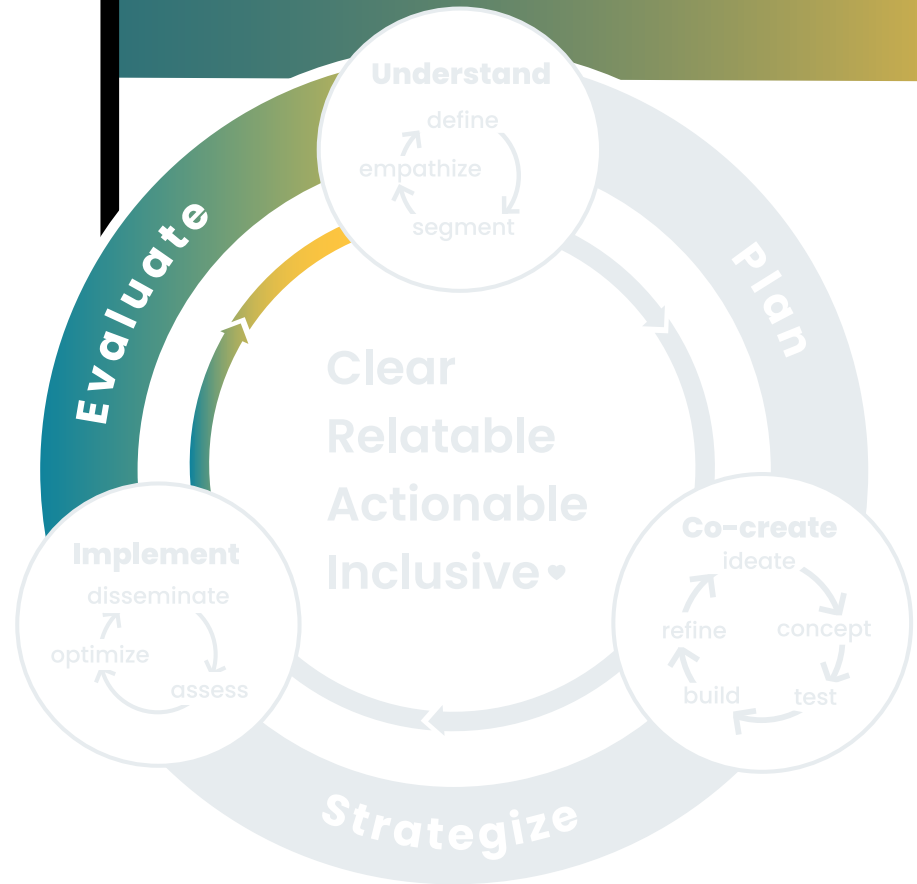 Understand
define
empathize
segment
Evaluate
Plan
Clear
Relatable
Actionable
Inclusive
Implement
disseminate
optimize
assess
Co-create
ideate
refine
concept
build
test
Strategize